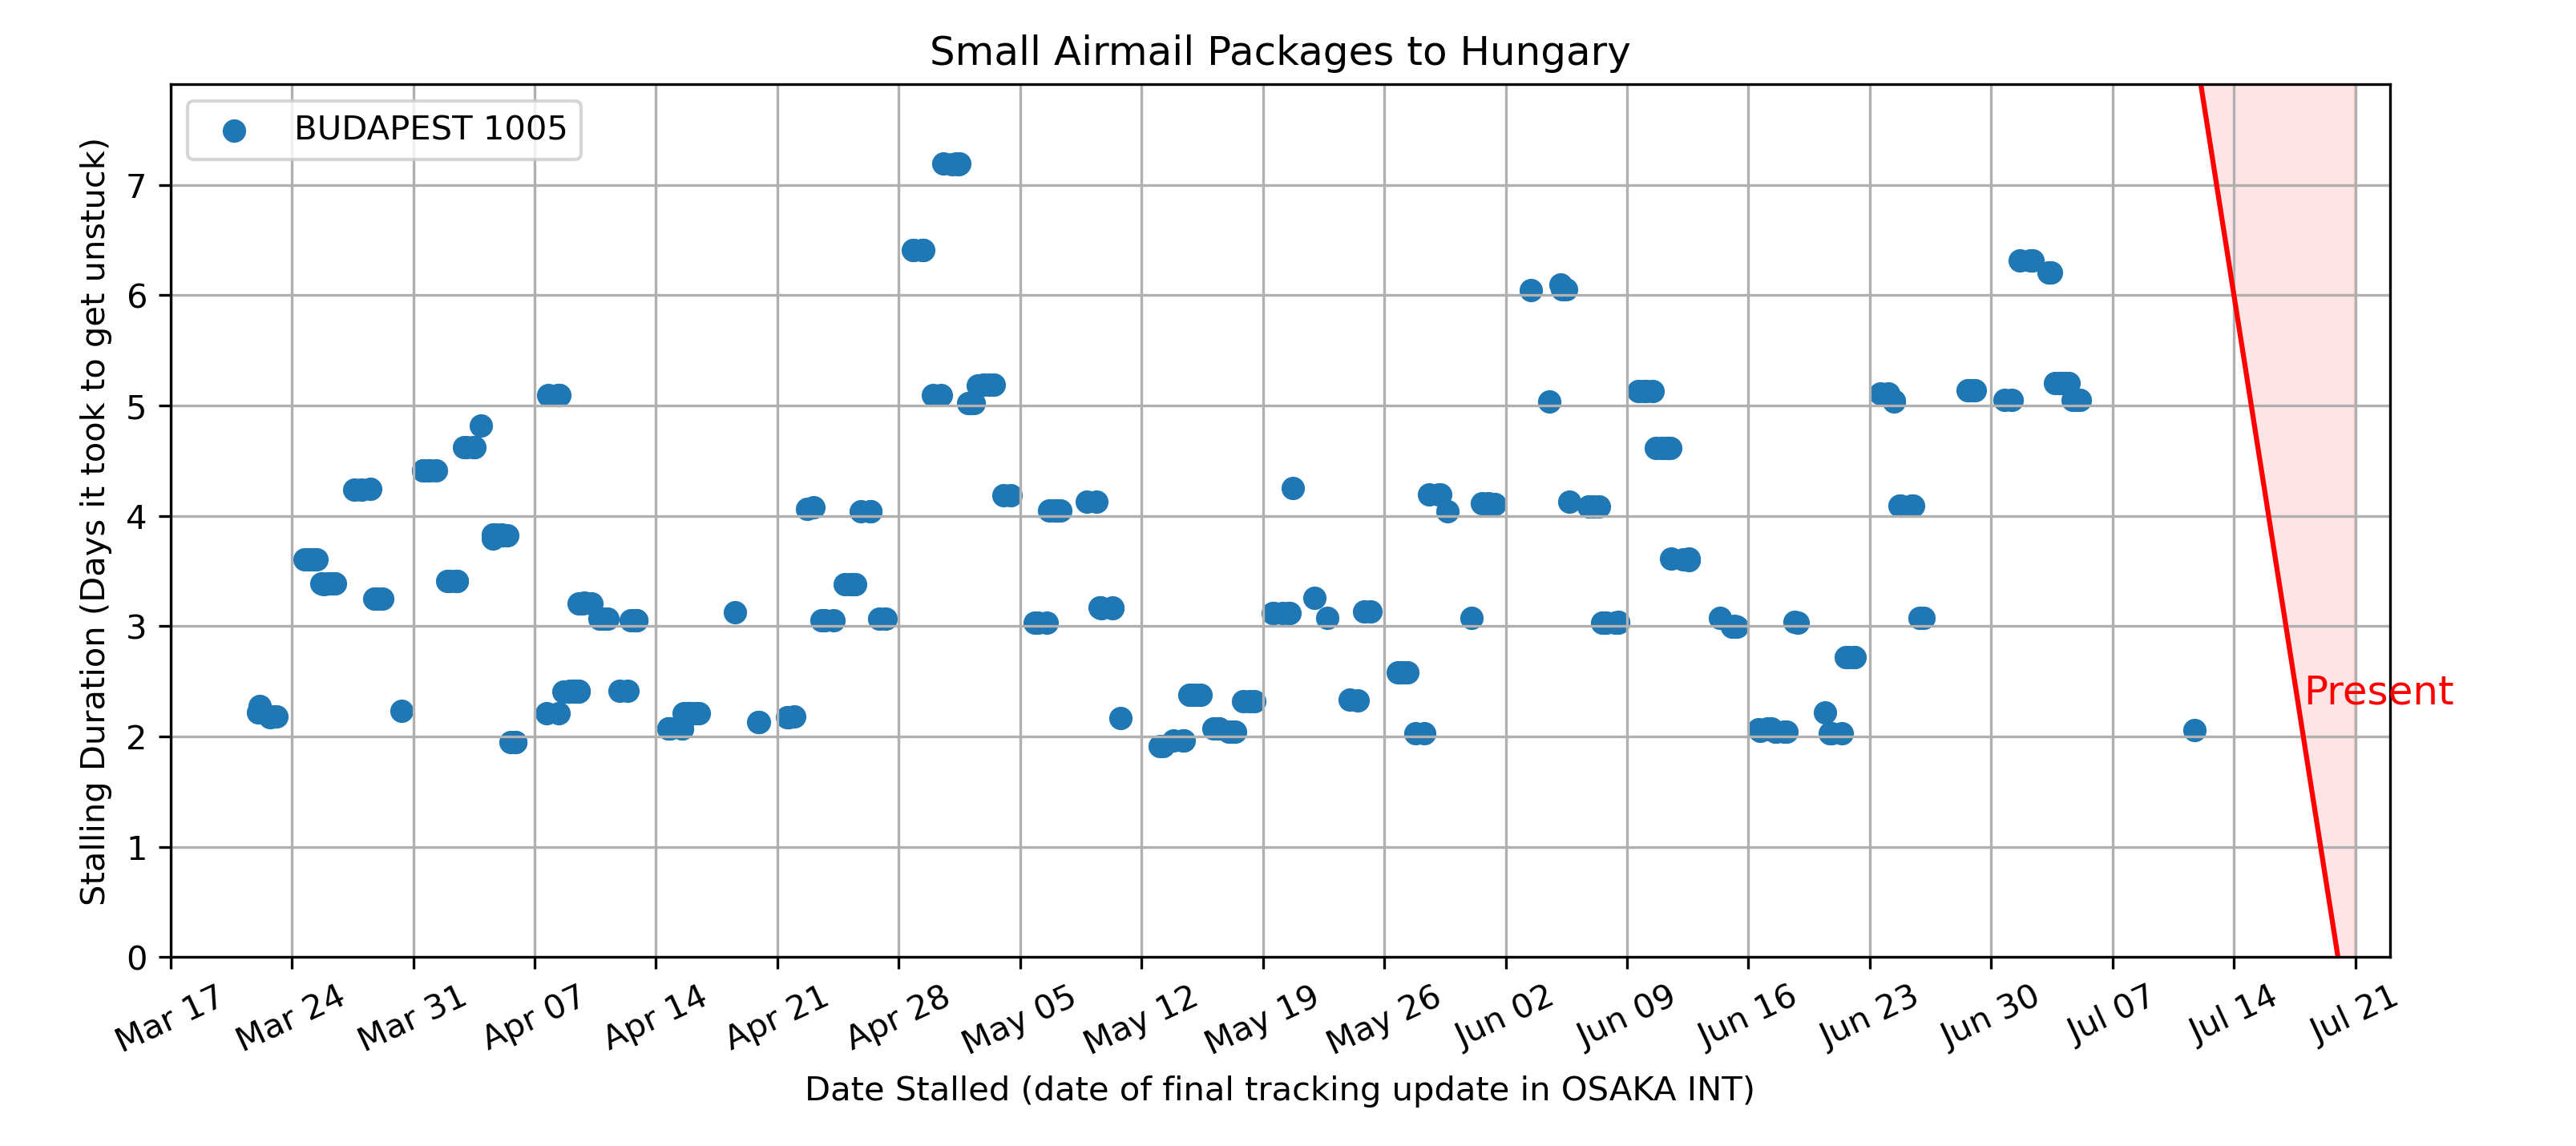 Small Airmail Packages to Hungary
BUDAPEST 1005
Stalling Duration (Days it took to get unstuck)
7
6
5
4
3
2
1
0
Present
Mar 17
Mar 24
Mar 31
Apr 07
Apr 14
Apr 21
Apr 28
May 05
May 12
May 19
May 26
Jun 02
Jun 09
Jun 16
Jun 23
Jun 30
Jul 07
Jul 14
Jul 21
Date Stalled (date of final tracking update in OSAKA INT)